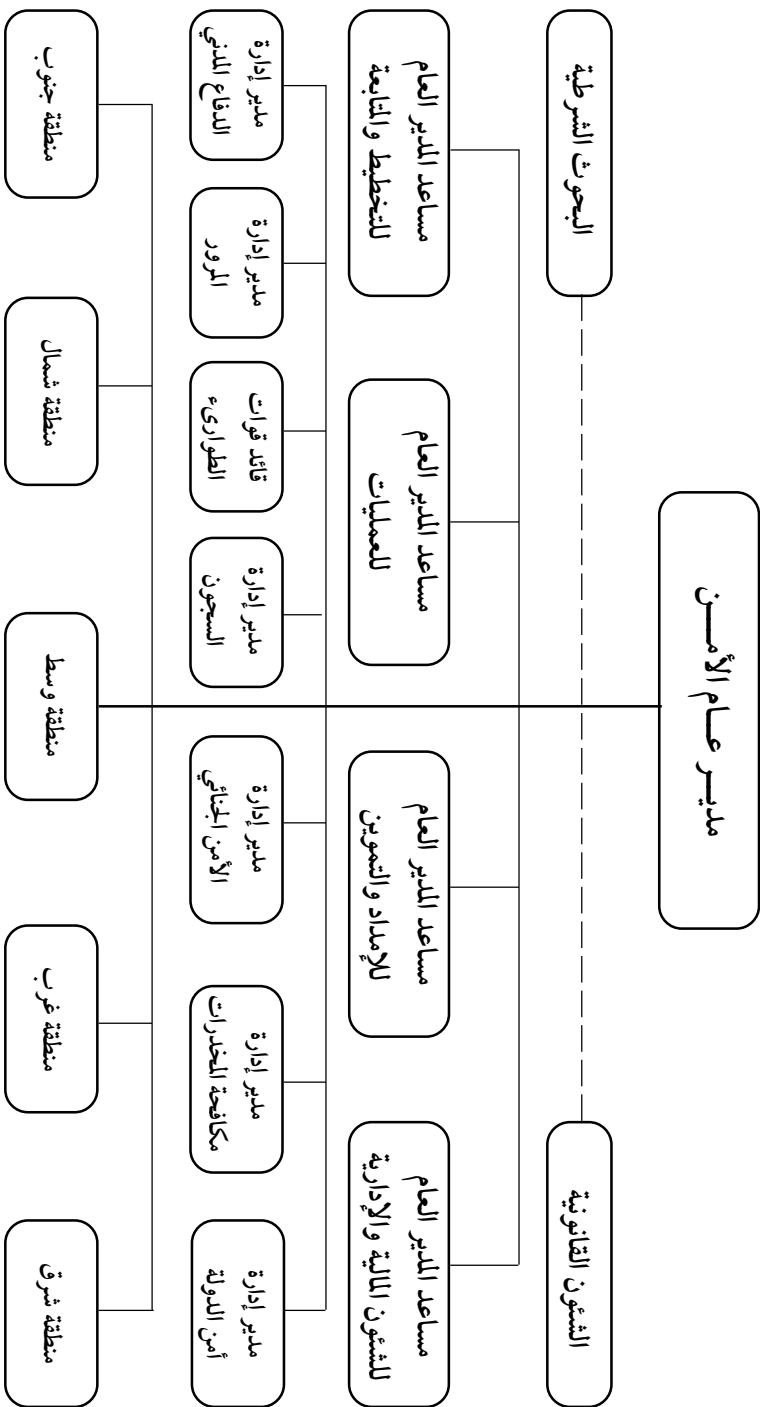 مديـر عـام الأمـن
الشئون القانونية
البحوث الشرطية
مساعد المدير العام
للشئون المالية والإدارية
مساعد المدير العام
للإمداد والتموين
مساعد المدير العام
للعمليات
مساعد المدير العام
للتخطيط والمتابعة
مدير إدارة
أمن الدولة
مدير إدارة
مكافحة المخدرات
مدير إدارة
الأمن الجنائي
مدير إدارة
السجون
قائد قوات
الطوارىء
مدير إدارة
المرور
مدير إدارة
الدفاع المدني
منطقة شرق
منطقة غرب
منطقة وسط
منطقة شمال
منطقة جنوب